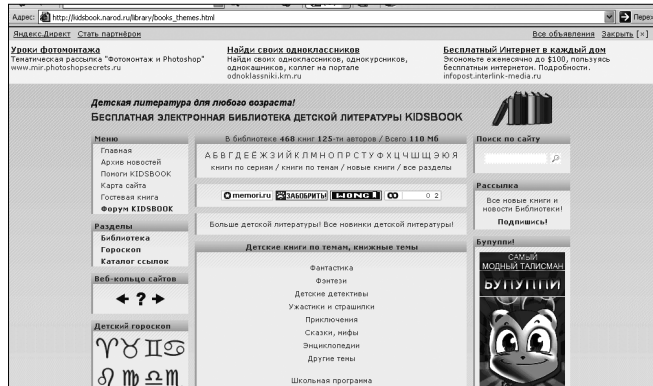 Адрес: http://kidsbook.narod.ru/library/books_themes.html
Яндекс.Директ Стать партнёром Все объявления Закрыть [×]
Уроки фотомонтажа
Тематическая рассылка "Фотомонтаж и Photoshop"
www.mir.photoshopsecrets.ru
Найди своих одноклассников
Найди своих одноклассников, однокурсников,
однокашников, коллег на портале
odnoklassniki.km.ru
Бесплатный Интернет в каждый дом
Экономьте ежемесячно до $100, пользуясь
бесплатным интернетом. Подробности.
infopost.interlink-media.ru
Детская литература для любого возраста!
БЕСПЛАТНАЯ ЭЛЕКТРОННАЯ БИБЛИОТЕКА ДЕТСКОЙ ЛИТЕРАТУРЫ KIDSBOOK
Меню
Главная
Архив новостей
Помоги KIDSBOOK
Карта сайта
Гостевая книга
Форум KIDSBOOK
Разделы
Библиотека
Гороскоп
Каталог ссылок
Веб-кольцо сайтов
?
Детский гороскоп
В библиотеке 468 книг 125-ти авторов / Всего 110 Мб
А Б В Г Д Е Ё Ж З И Й К Л М Н О П Р С Т У Ф Х Ц Ч Ш Щ Э Ю Я
книги по сериям / книги по темам / новые книги / все разделы
memori.ru ЗАБОБРИТЬ! 0 2
Больше детской литературы! Все новинки детской литературы!
Детские книги по темам, книжные темы
Фантастика
Фэнтези
Детские детективы
Ужастики и страшилки
Приключения
Сказки, мифы
Энциклопедии
Другие темы
Школьная программа
Поиск по сайту
Рассылка
Все новые книги и
новости Библиотеки!
Подпишись!
Бупуппи!
САМЫЙ
МОДНЫЙ ТАЛИСМАН
БУПУППИ